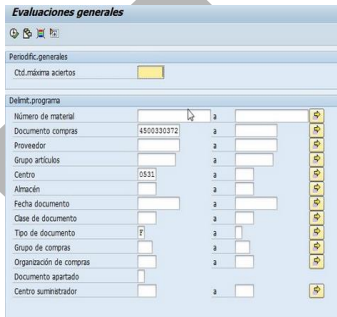 Evaluaciones generales
Periodific.generales
Ctd.máxima aciertos
Delimt.programa
Número de material a
Documento compras 4500330372 a
Proveedor a
Grupo artículos a
Centro 0531 a
Almacén a
Fecha documento a
Clase de documento a
Tipo de documento F a
Grupo de compras a
Organización de compras a
Documento apartado
Centro suministrador a